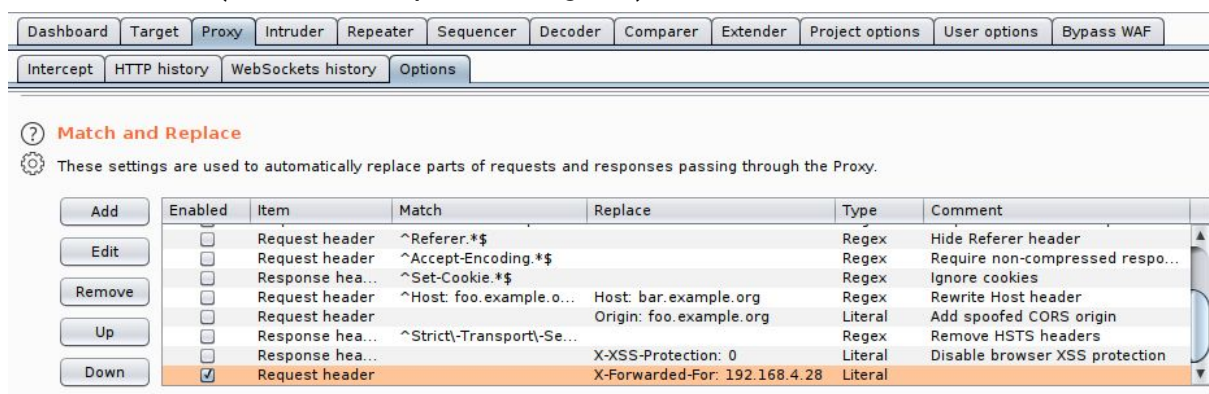 Dashboard Target Proxy Intruder Repeater Sequencer Decoder Comparer Extender Project options User options Bypass WAF
Intercept HTTP history WebSockets history Options
? Match and Replace
These settings are used to automatically replace parts of requests and responses passing through the Proxy.
Add Enabled Item Match Replace Type Comment
Request header ^Referer.*$ Regex Hide Referer header
Edit Request header ^Accept-Encoding.*$ Regex Require non-compressed respo...
Response hea... ^Set-Cookie.*$ Regex Ignore cookies
Remove Request header ^Host: foo.example.o... Host: bar.example.org Regex Rewrite Host header
Request header Origin: foo.example.org Literal Add spoofed CORS origin
Up Response hea... ^Strict\-Transport\-Se... Regex Remove HSTS headers
Response hea... X-XSS-Protection: 0 Literal Disable browser XSS protection
Down Request header X-Forwarded-For: 192.168.4.28 Literal